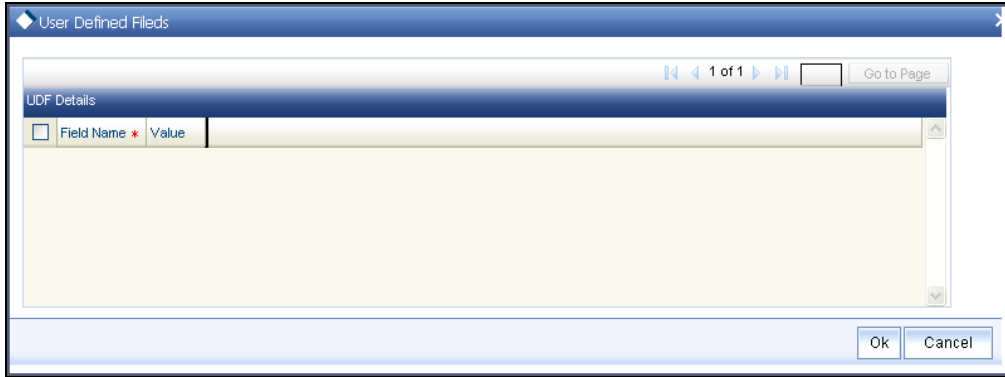 User Defined Fileds
1 of 1 Go to Page
UDF Details
Field Name * Value
Ok Cancel